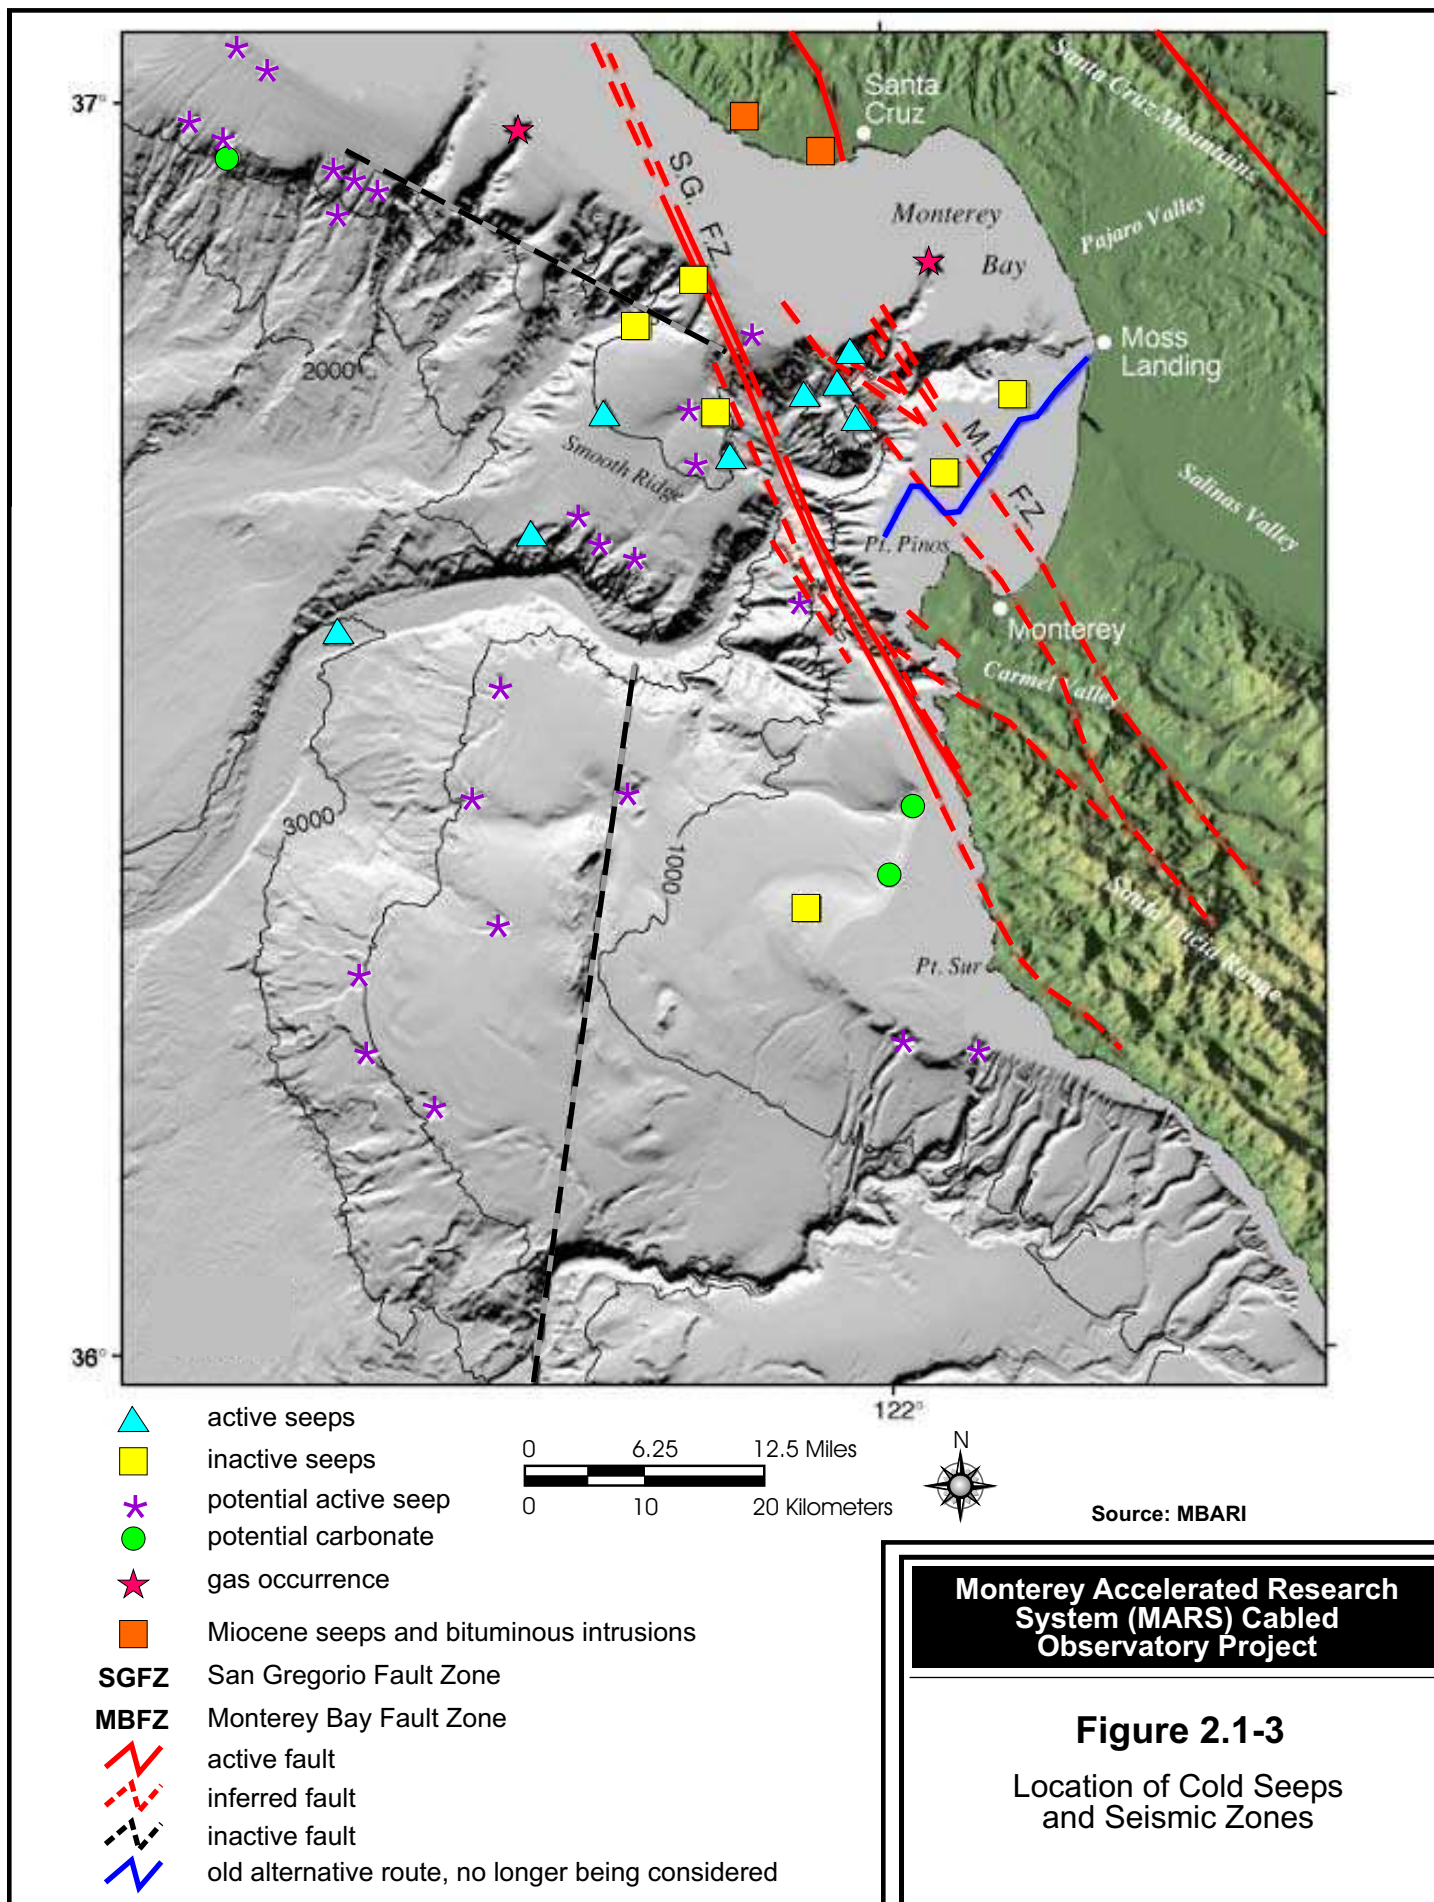 37°
Santa
Cruz
Santa Cruz Mountains
S.G. F.Z.
Monterey
Bay
Pajaro Valley
Moss
Landing
2000
Smooth Ridge
MB FZ
Salinas Valley
Pt. Pinos
Monterey
Carmel Valley
3000
1000
Santa Lucia Range
Pt. Sur
36°
122°
active seeps
inactive seeps
potential active seep
potential carbonate
gas occurrence
Miocene seeps and bituminous intrusions
SGFZ San Gregorio Fault Zone
MBFZ Monterey Bay Fault Zone
active fault
inferred fault
inactive fault
old alternative route, no longer being considered
0 6.25 12.5 Miles
0 10 20 Kilometers
N
Source: MBARI
Monterey Accelerated Research
System (MARS) Cabled
Observatory Project
Figure 2.1-3
Location of Cold Seeps
and Seismic Zones